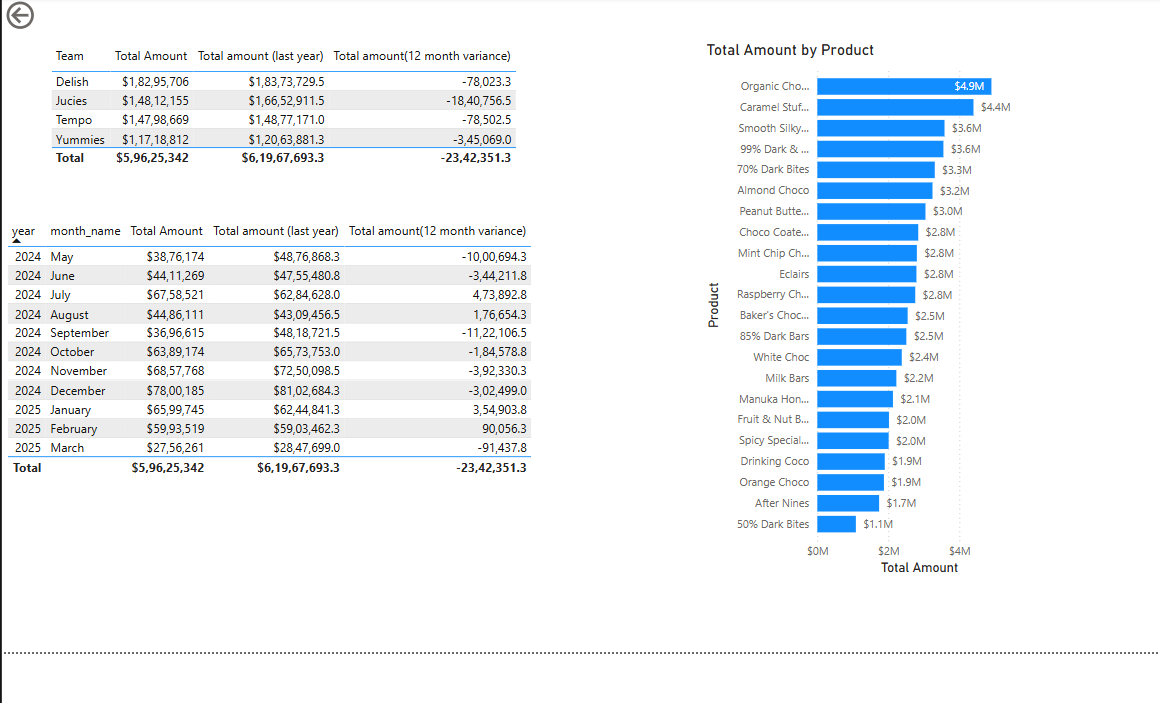 Team Total Amount Total amount (last year) Total amount(12 month variance)
Delish $1,82,95,706 $1,83,73,729.5 -78,023.3
Jucies $1,48,12,155 $1,66,52,911.5 -18,40,756.5
Tempo $1,47,98,669 $1,48,77,171.0 -78,502.5
Yummies $1,17,18,812 $1,20,63,881.3 -3,45,069.0
Total $5,96,25,342 $6,19,67,693.3 -23,42,351.3
year month_name Total Amount Total amount (last year) Total amount(12 month variance)
2024 May $38,76,174 $48,76,868.3 -10,00,694.3
2024 June $44,11,269 $47,55,480.8 -3,44,211.8
2024 July $67,58,521 $62,84,628.0 4,73,892.8
2024 August $44,86,111 $43,09,456.5 1,76,654.3
2024 September $36,96,615 $48,18,721.5 -11,22,106.5
2024 October $63,89,174 $65,73,753.0 -1,84,578.8
2024 November $68,57,768 $72,50,098.5 -3,92,330.3
2024 December $78,00,185 $81,02,684.3 -3,02,499.0
2025 January $65,99,745 $62,44,841.3 3,54,903.8
2025 February $59,93,519 $59,03,462.3 90,056.3
2025 March $27,56,261 $28,47,699.0 -91,437.8
Total $5,96,25,342 $6,19,67,693.3 -23,42,351.3
Total Amount by Product
Product
Organic Cho... $4.9M
Caramel Stuf... $4.4M
Smooth Silky... $3.6M
99% Dark & ... $3.6M
70% Dark Bites $3.3M
Almond Choco $3.2M
Peanut Butte... $3.0M
Choco Coate... $2.8M
Mint Chip Ch... $2.8M
Eclairs $2.8M
Raspberry Ch... $2.8M
Baker's Choc... $2.5M
85% Dark Bars $2.5M
White Choc $2.4M
Milk Bars $2.2M
Manuka Hon... $2.1M
Fruit & Nut B... $2.0M
Spicy Special... $2.0M
Drinking Coco $1.9M
Orange Choco $1.9M
After Nines $1.7M
50% Dark Bites $1.1M
$0M $2M $4M
Total Amount